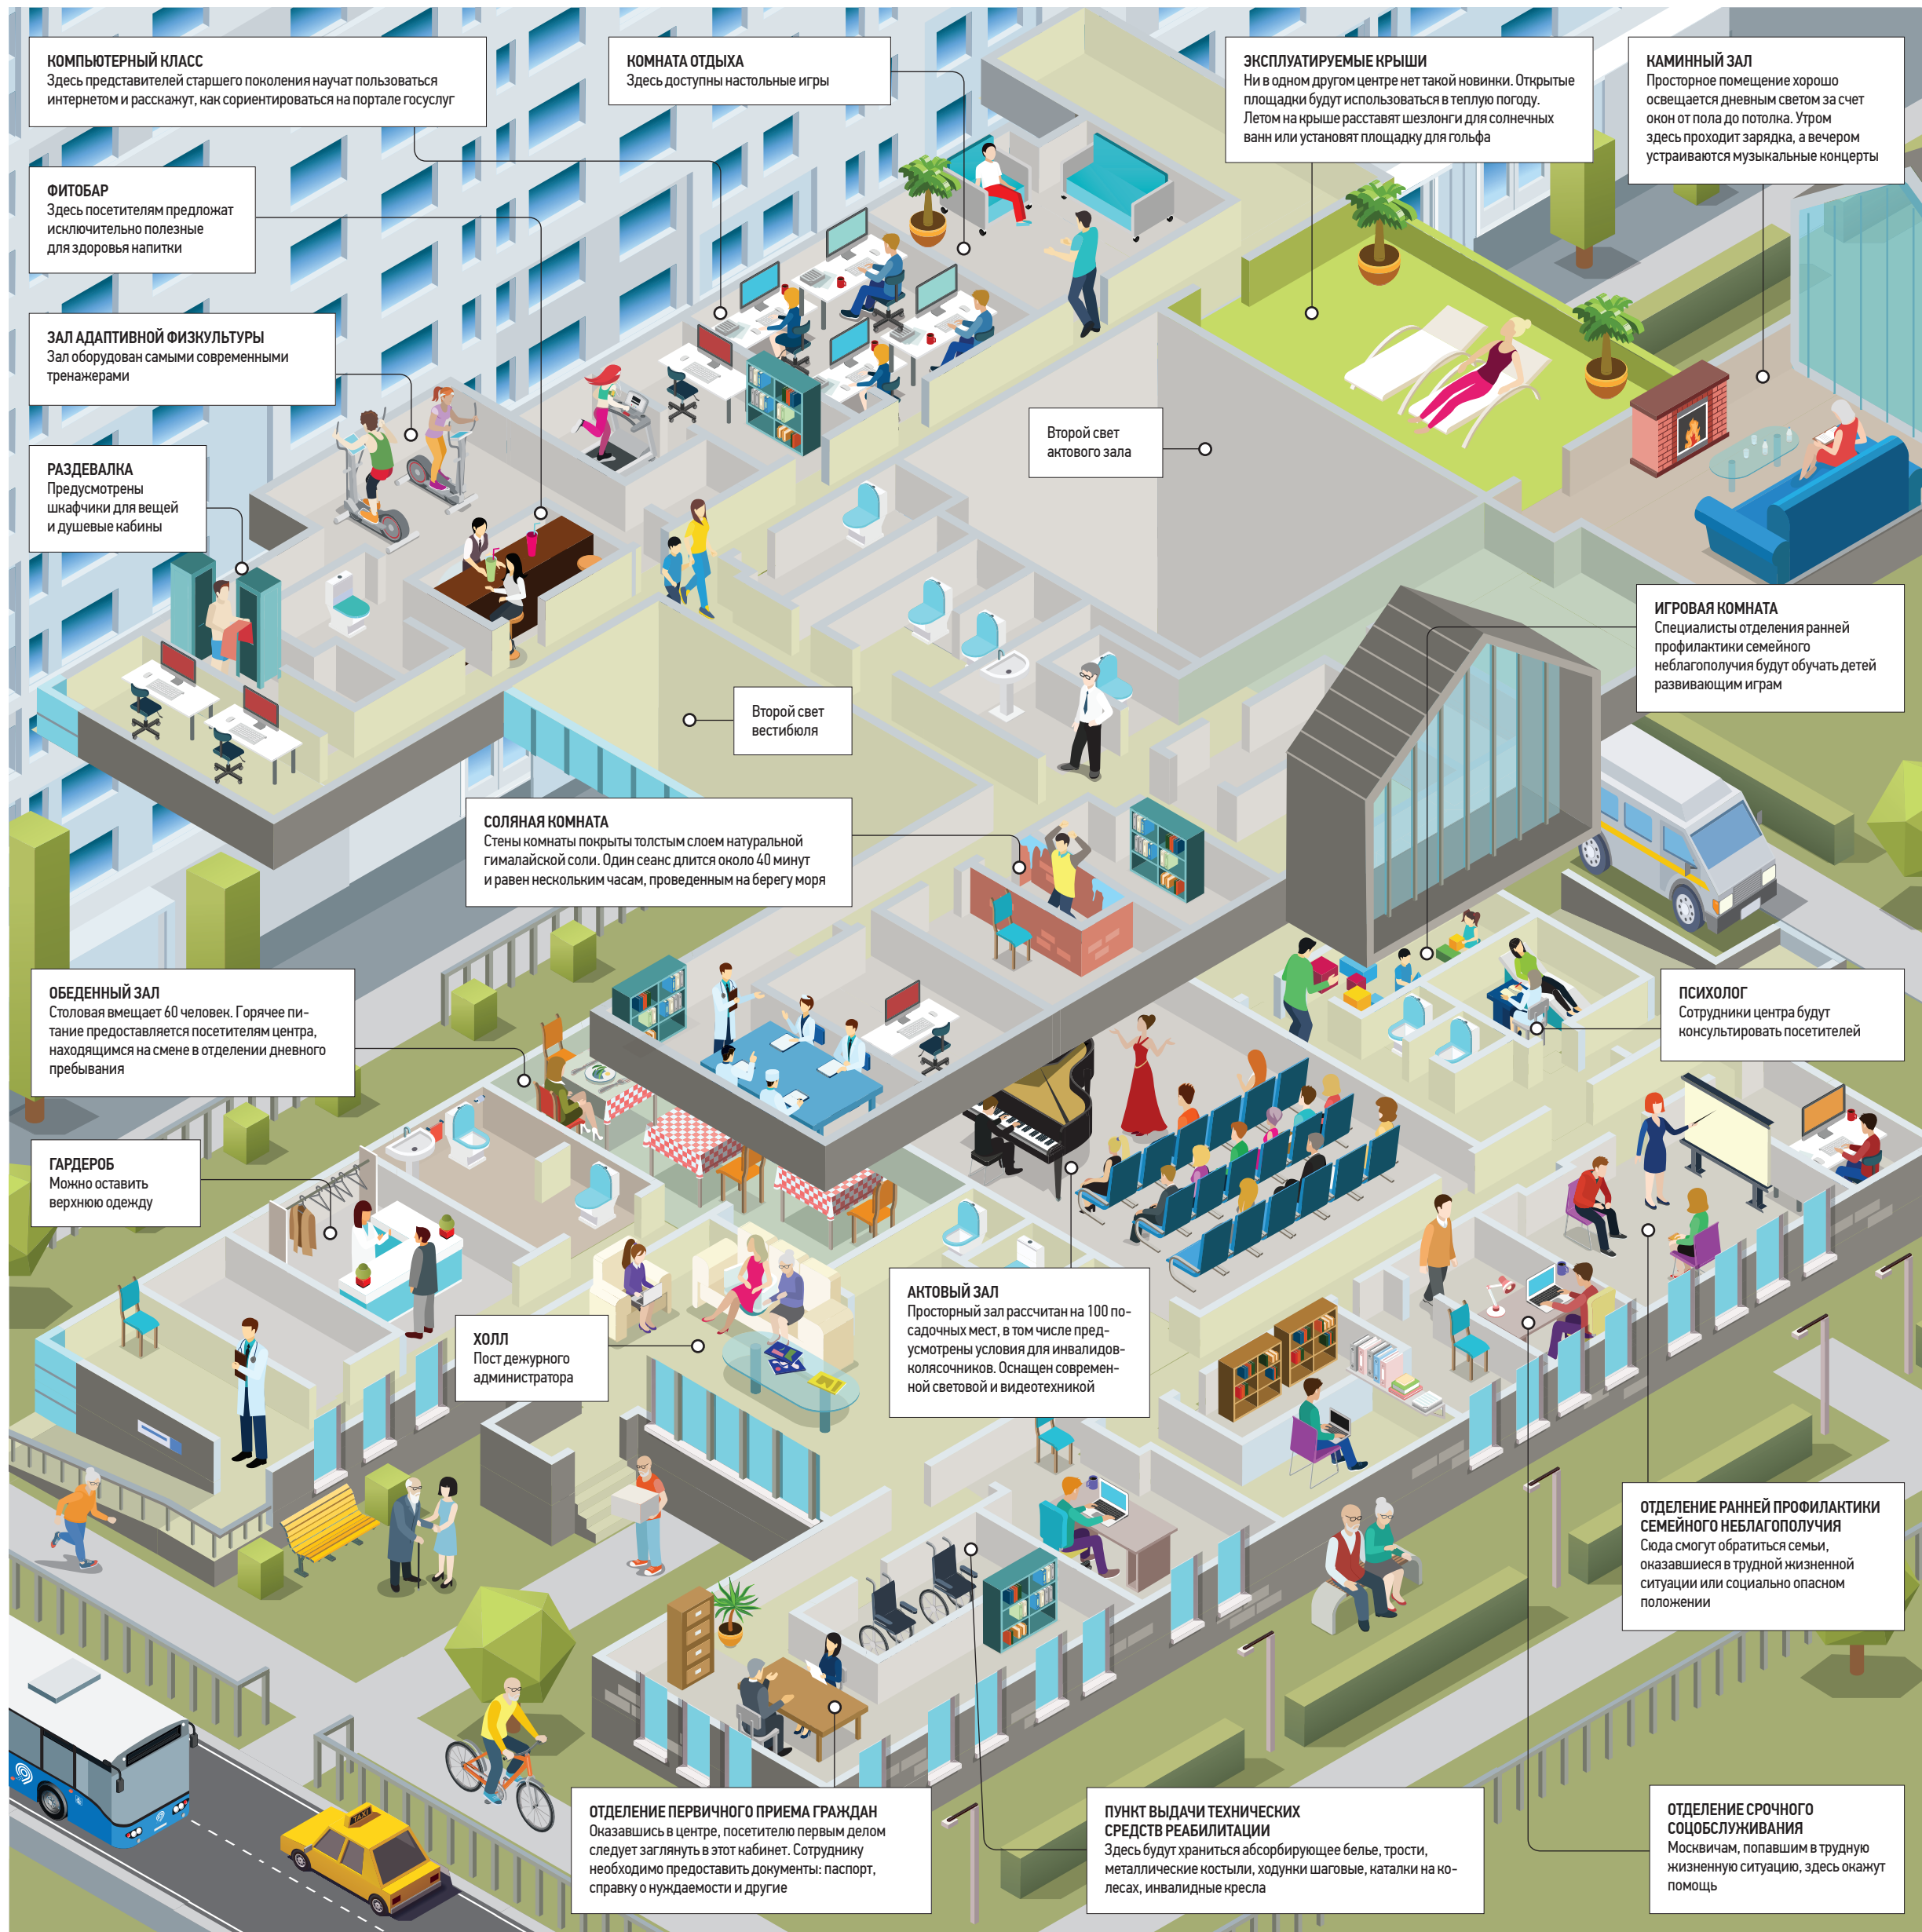 КОМПЬЮТЕРНЫЙ КЛАСС
Здесь представителей старшего поколения научат пользоваться
интернетом и расскажут, как сориентироваться на портале госуслуг
КОМНАТА ОТДЫХА
Здесь доступны настольные игры
ЭКСПЛУАТИРУЕМЫЕ КРЫШИ
Ни в одном другом центре нет такой новинки. Открытые
площадки будут использоваться в теплую погоду.
Летом на крыше расставят шезлонги для солнечных
ванн или установят площадку для гольфа
КАМИННЫЙ ЗАЛ
Просторное помещение хорошо
освещается дневным светом за счет
окон от пола до потолка. Утром
здесь проходит зарядка, а вечером
устраиваются музыкальные концерты
ФИТОБАР
Здесь посетителям предложат
исключительно полезные
для здоровья напитки
ЗАЛ АДАПТИВНОЙ ФИЗКУЛЬТУРЫ
Зал оборудован самыми современными
тренажерами
РАЗДЕВАЛКА
Предусмотрены
шкафчики для вещей
и душевые кабины
Второй свет
актового зала
ИГРОВАЯ КОМНАТА
Специалисты отделения ранней
профилактики семейного
неблагополучия будут обучать детей
развивающим играм
Второй свет
вестибюля
СОЛЯНАЯ КОМНАТА
Стены комнаты покрыты толстым слоем натуральной
гималайской соли. Один сеанс длится около 40 минут
и равен нескольким часам, проведенным на берегу моря
ОБЕДЕННЫЙ ЗАЛ
Столовая вмещает 60 человек. Горячее пи-
тание предоставляется посетителям центра,
находящимся на смене в отделении дневного
пребывания
ПСИХОЛОГ
Сотрудники центра будут
консультировать посетителей
ГАРДЕРОБ
Можно оставить
верхнюю одежду
ХОЛЛ
Пост дежурного
администратора
АКТОВЫЙ ЗАЛ
Просторный зал рассчитан на 100 по-
садочных мест, в том числе пред-
усмотрены условия для инвалидов-
колясочников. Оснащен современ-
ной световой и видеотехникой
ОТДЕЛЕНИЕ РАННЕЙ ПРОФИЛАКТИКИ
СЕМЕЙНОГО НЕБЛАГОПОЛУЧИЯ
Сюда смогут обратиться семьи,
оказавшиеся в трудной жизненной
ситуации или социально опасном
положении
TAXI
ОТДЕЛЕНИЕ ПЕРВИЧНОГО ПРИЕМА ГРАЖДАН
Оказавшись в центре, посетителю первым делом
следует заглянуть в этот кабинет. Сотруднику
необходимо предоставить документы: паспорт,
справку о нуждаемости и другие
ПУНКТ ВЫДАЧИ ТЕХНИЧЕСКИХ
СРЕДСТВ РЕАБИЛИТАЦИИ
Здесь будут храниться абсорбирующее белье, трости,
металлические костыли, ходунки шаговые, каталки на ко-
лесах, инвалидные кресла
ОТДЕЛЕНИЕ СРОЧНОГО
СОЦОБСЛУЖИВАНИЯ
Москвичам, попавшим в трудную
жизненную ситуацию, здесь окажут
помощь